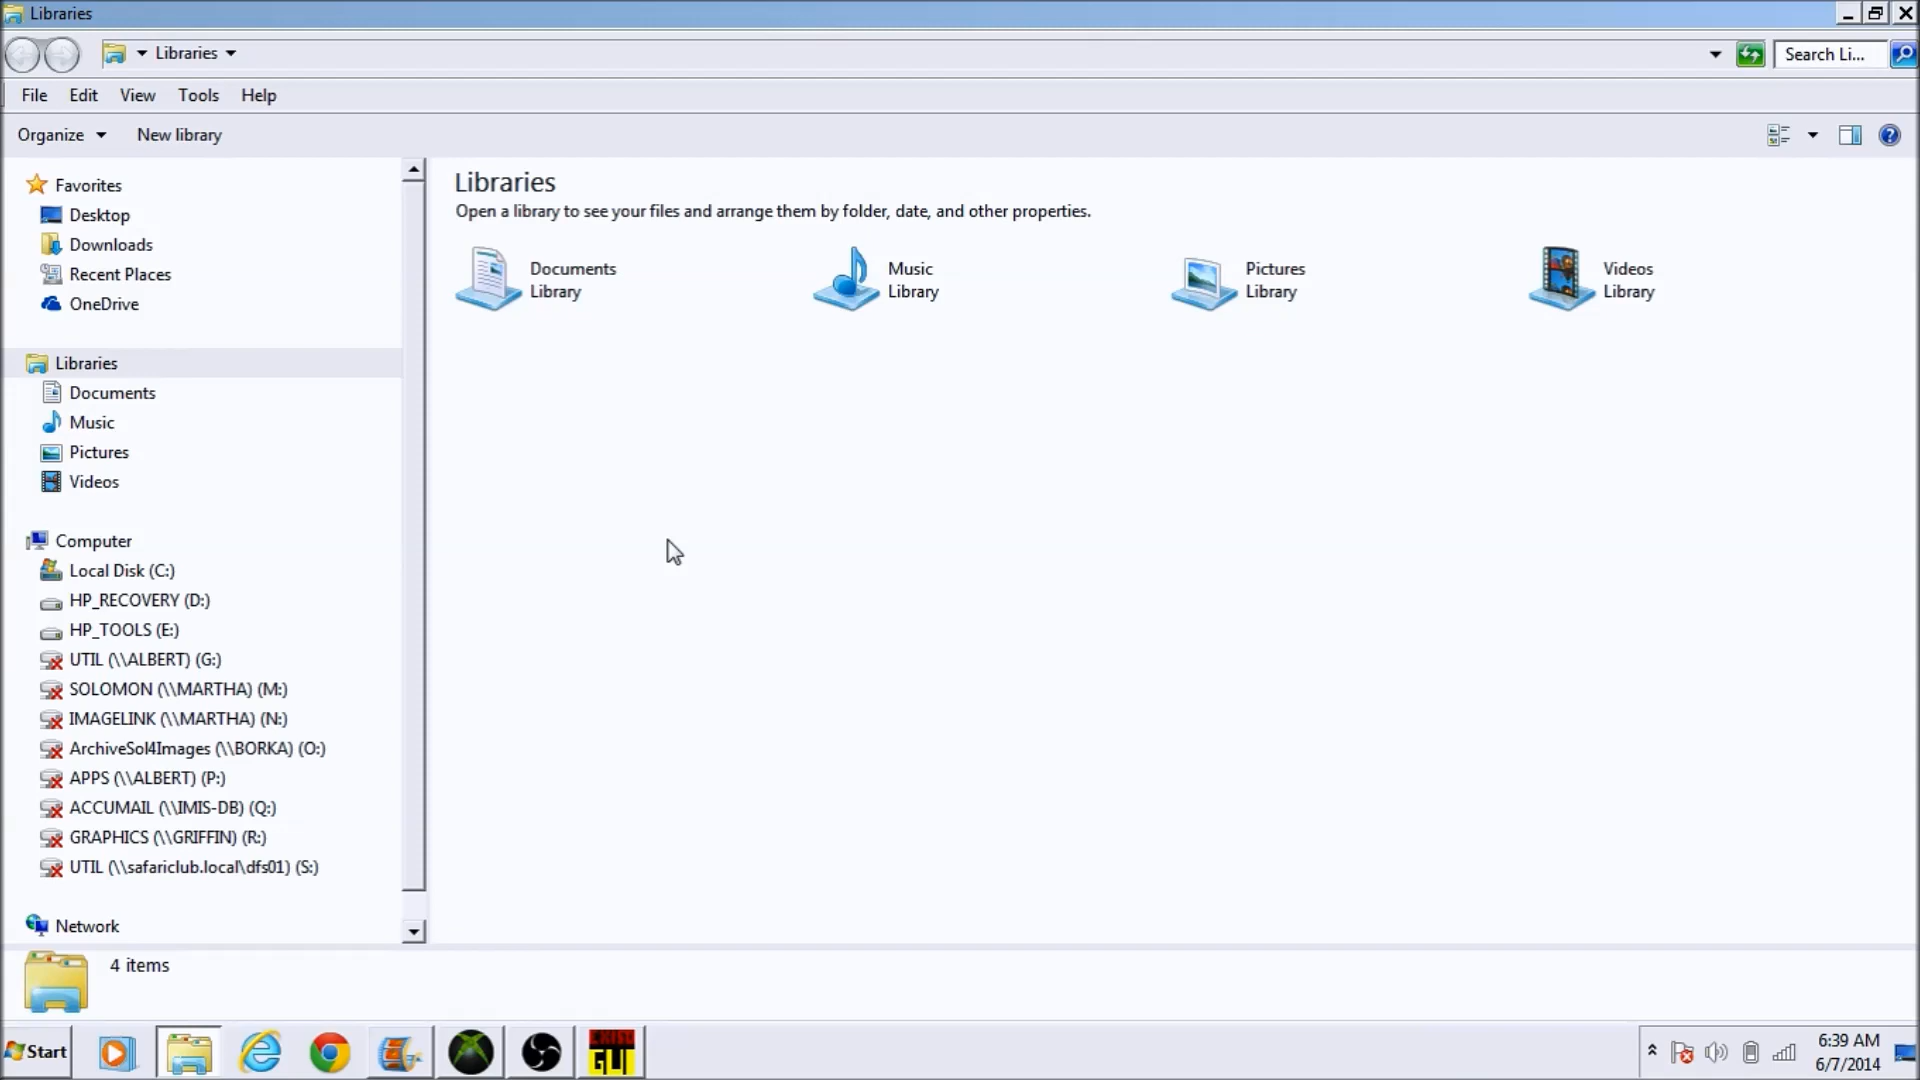 Libraries
Libraries
Search Li...
File Edit View Tools Help
Organize New library
Favorites
Desktop
Downloads
Recent Places
OneDrive
Libraries
Documents
Music
Pictures
Videos
Computer
Local Disk (C:)
HP_RECOVERY (D:)
HP_TOOLS (E:)
UTIL (\\ALBERT) (G:)
SOLOMON (\\MARTHA) (M:)
IMAGELINK (\\MARTHA) (N:)
ArchiveSol4Images (\\BORKA) (O:)
APPS (\\ALBERT) (P:)
ACCUMAIL (\\IMIS-DB) (Q:)
GRAPHICS (\\GRIFFIN) (R:)
UTIL (\\safariclub.local\dfs01) (S:)
Network
Libraries
Open a library to see your files and arrange them by folder, date, and other properties.
Documents
Library
Music
Library
Pictures
Library
Videos
Library
4 items
Start
GUI
6:39 AM
6/7/2014